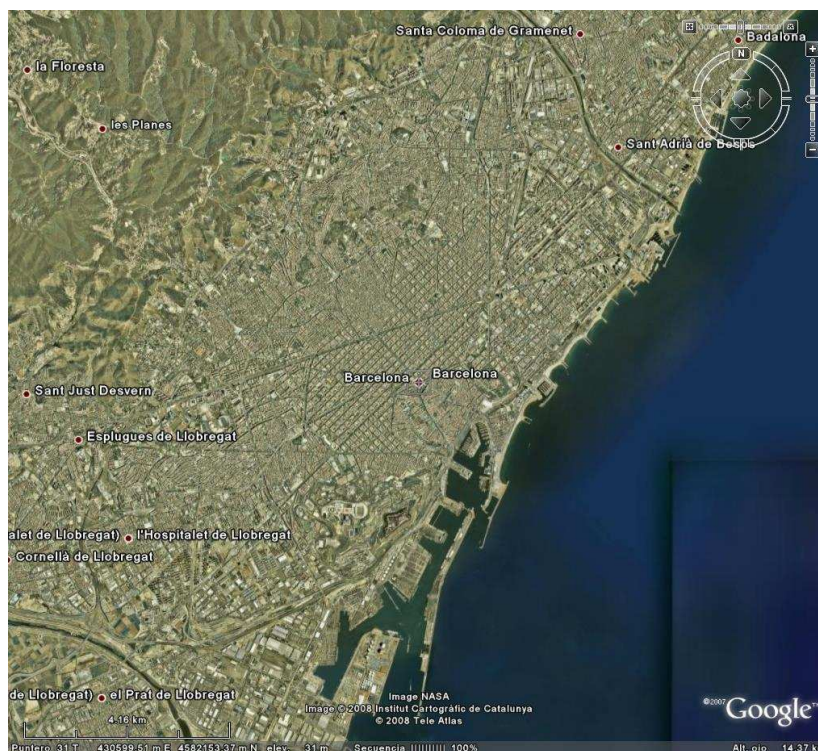 Santa Coloma de Gramenet
Badalona
N
la Floresta
les Planes
Sant Adrià de Besòs
Barcelona
Barcelona
Sant Just Desvern
Esplugues de Llobregat
alet de Llobregat)
l'Hospitalet de Llobregat
Cornellà de Llobregat
de Llobregat)
el Prat de Llobregat
4.16 km
Image NASA
Image © 2008 Institut Cartogràfic de Catalunya
© 2008 Tele Atlas
©2007 Google™
Puntero 31 T 430599.51 m E 4582153.37 m N elev. 31 m Secuencia |||||||||| 100% Alt. ojo 14.37 k